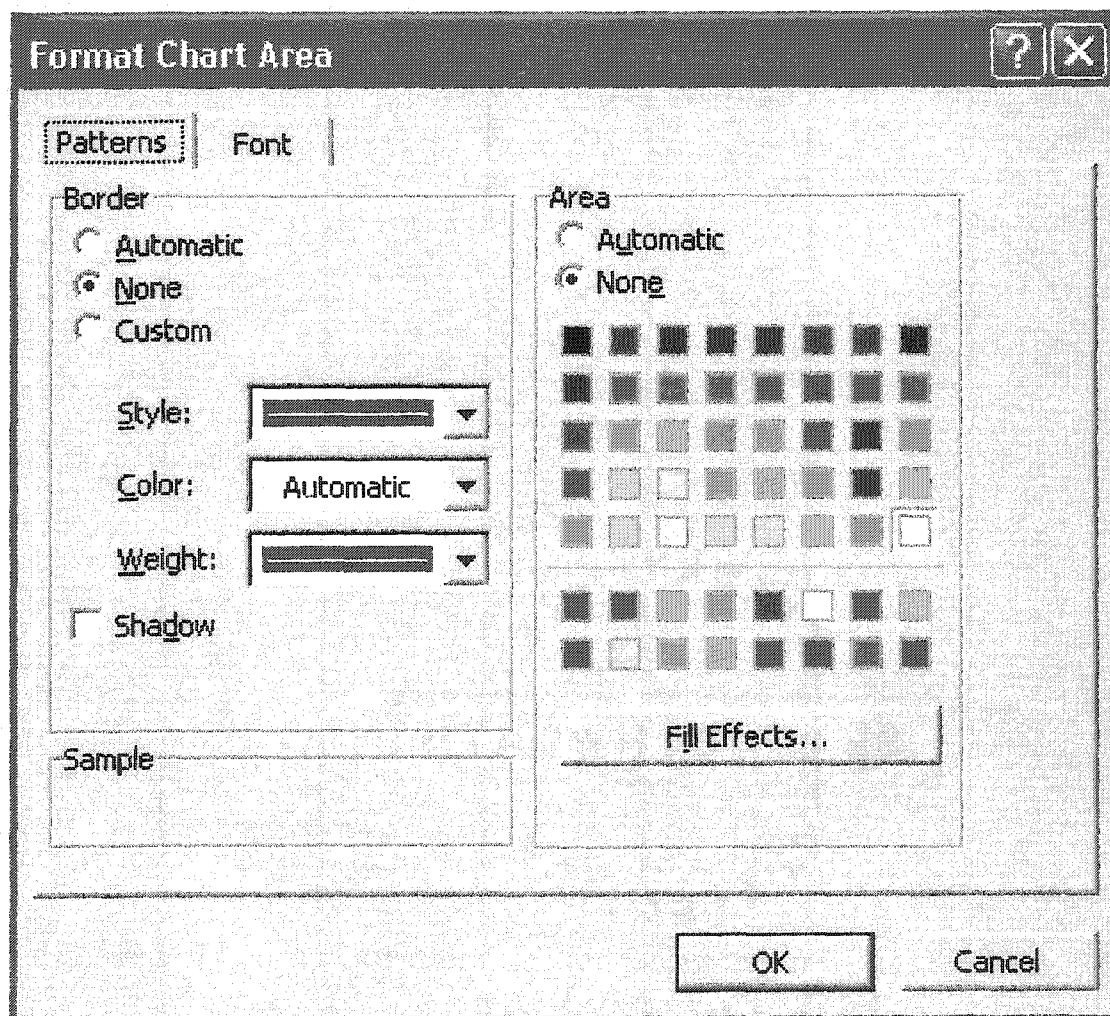 Format Chart Area
Patterns Font
Border
Automatic
None
Custom
Style:
Color: Automatic
Weight:
Shadow
Sample
Area
Automatic
None
Fill Effects...
OK Cancel